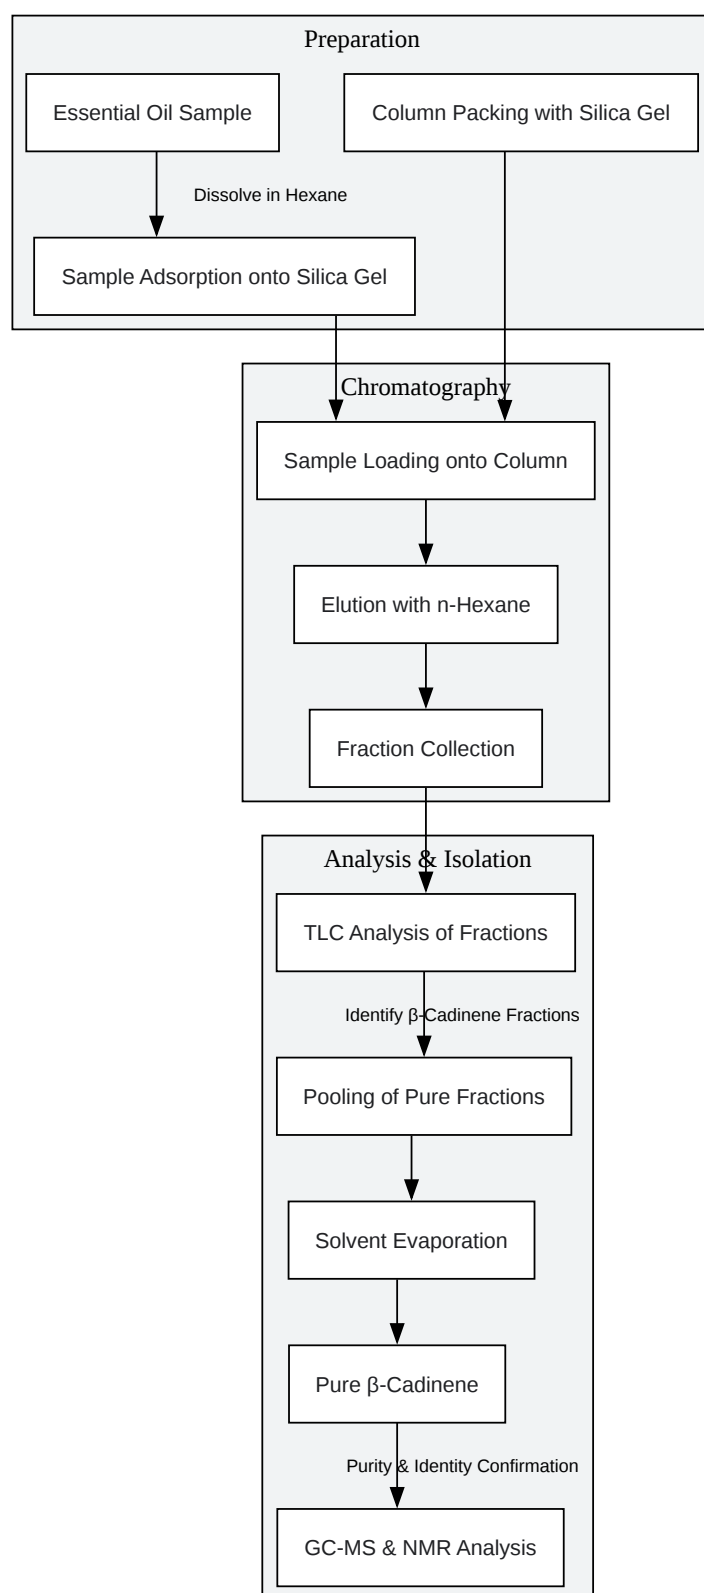 Preparation
Essential Oil Sample
Column Packing with Silica Gel
Dissolve in Hexane
Sample Adsorption onto Silica Gel
Chromatography
Sample Loading onto Column
Elution with n-Hexane
Fraction Collection
Analysis & Isolation
TLC Analysis of Fractions
Identify β-Cadinene Fractions
Pooling of Pure Fractions
Solvent Evaporation
Pure β-Cadinene
Purity & Identity Confirmation
GC-MS & NMR Analysis